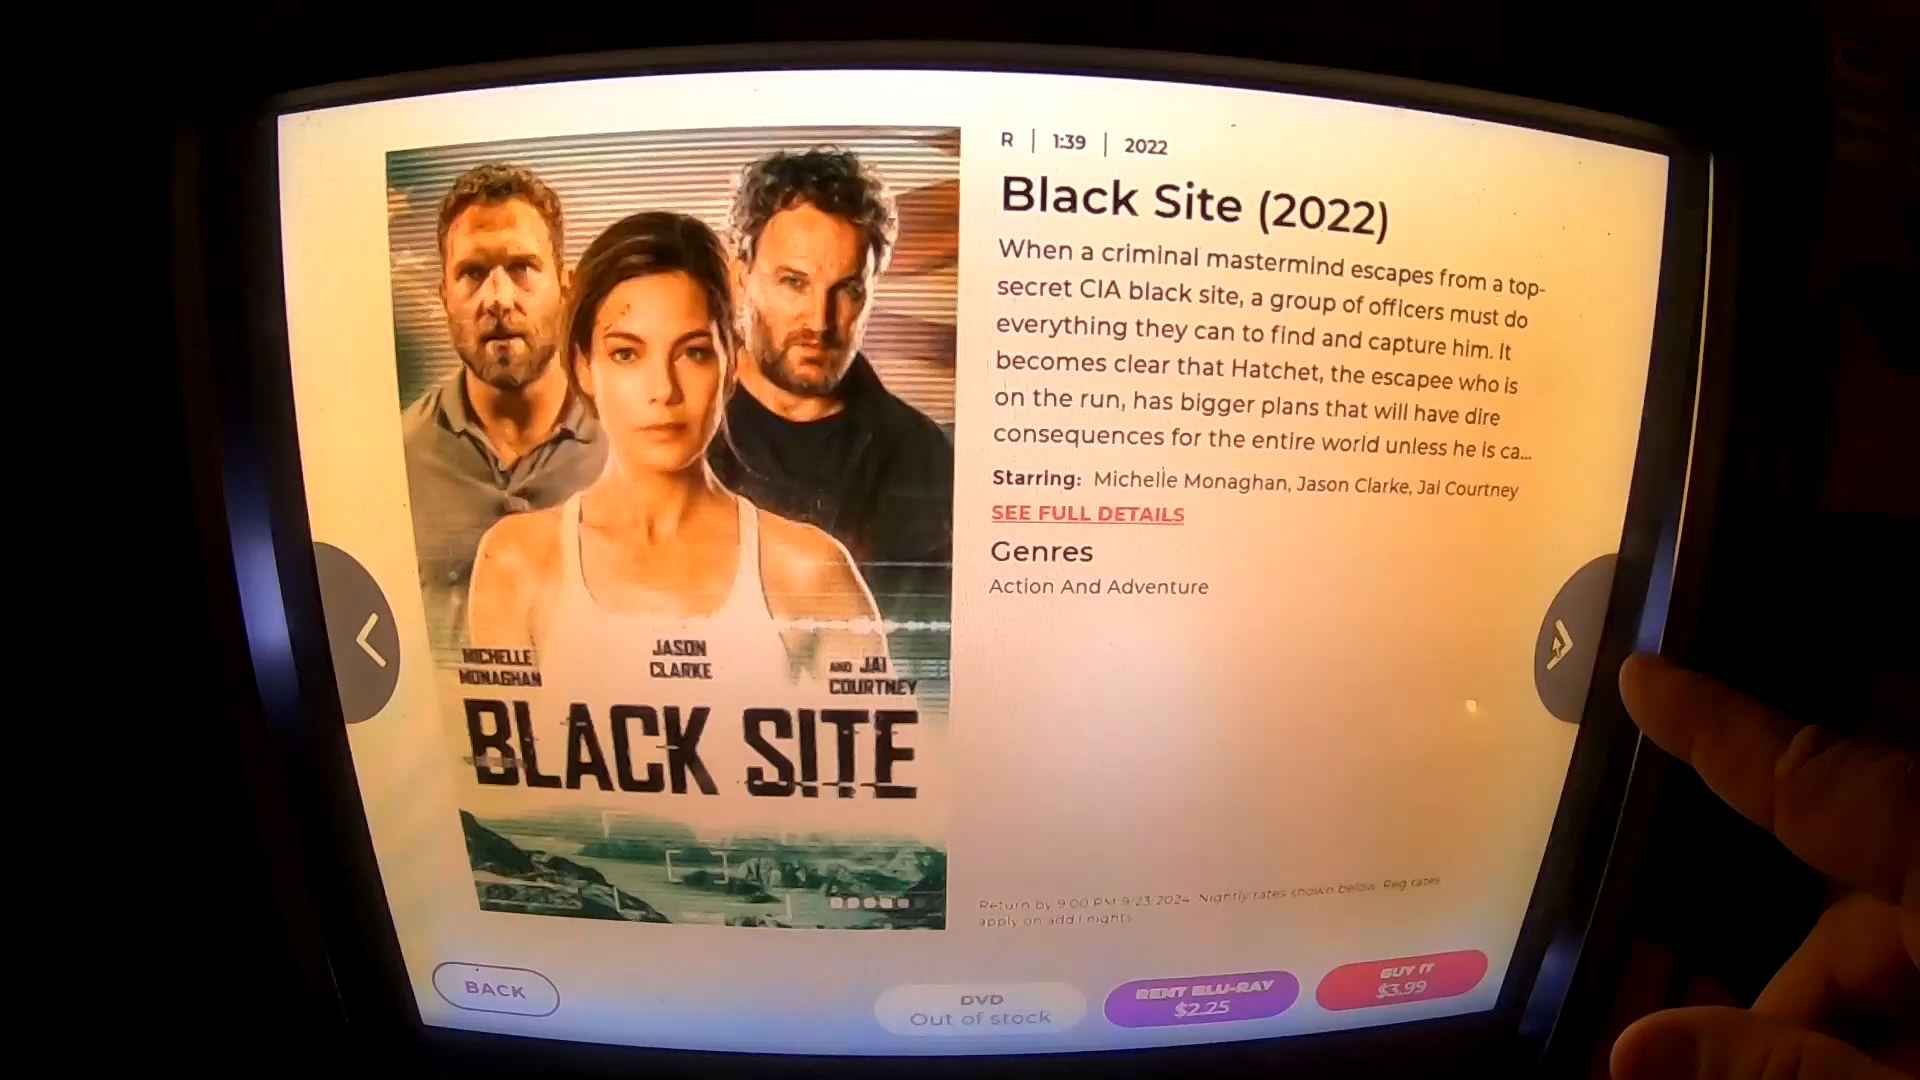 R | 1:39 | 2022
Black Site (2022)
When a criminal mastermind escapes from a top-
secret CIA black site, a group of officers must do
everything they can to find and capture him. It
becomes clear that Hatchet, the escapee who is
on the run, has bigger plans that will have dire
consequences for the entire world unless he is ca...
Starring: Michelle Monaghan, Jason Clarke, Jai Courtney
SEE FULL DETAILS
Genres
Action And Adventure
MICHELLE
MONAGHAN
JASON
CLARKE
AND JAI
COURTNEY
BLACK SITE
Return by 9:00 PM 9/23/2024. Nightly rates shown below. Reg rates
apply on add'l nights.
BACK
DVD
Out of stock
RENT BLU-RAY
$2.25
BUY IT
$3.99